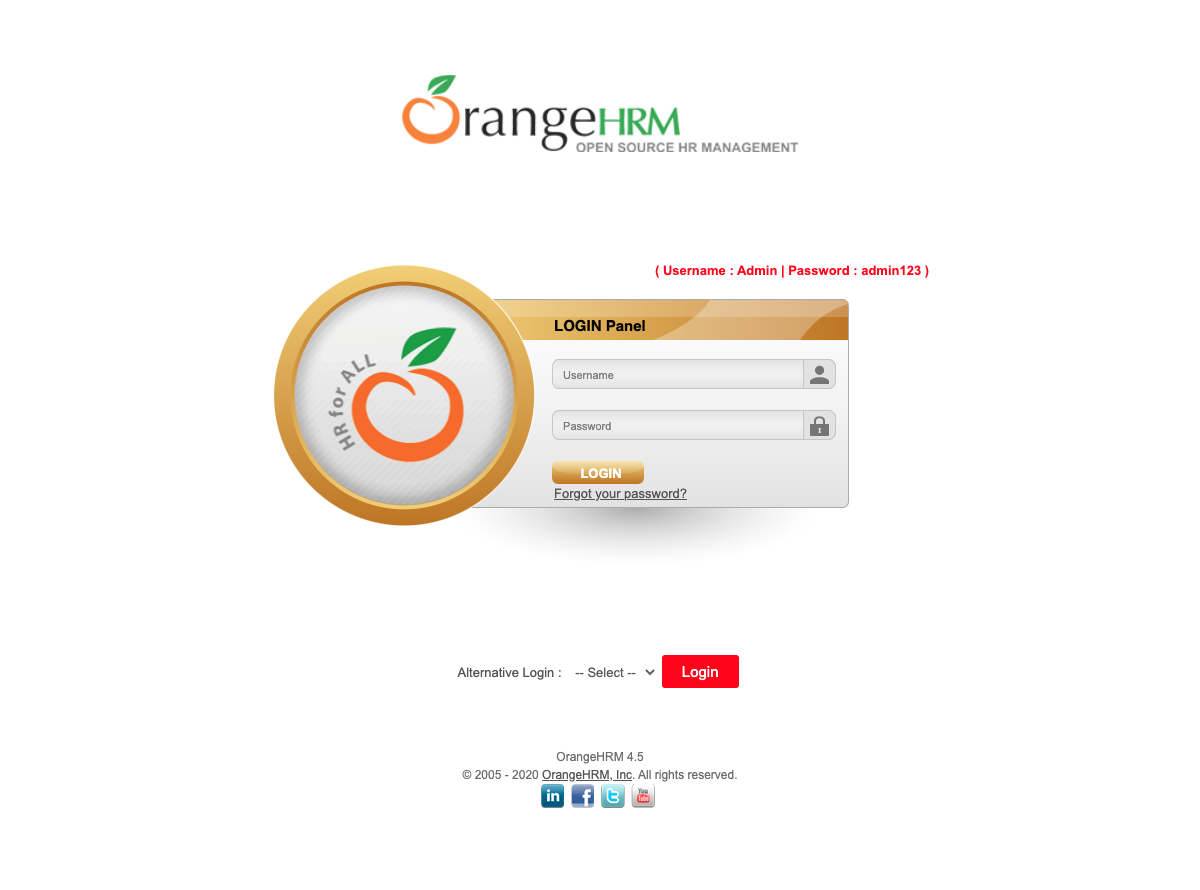 OrangeHRM
OPEN SOURCE HR MANAGEMENT
( Username : Admin | Password : admin123 )
HR for ALL
LOGIN Panel
Username
Password
1
LOGIN
Forgot your password?
Alternative Login : -- Select -- Login
OrangeHRM 4.5
© 2005 - 2020 OrangeHRM, Inc. All rights reserved.
in f t You Tube